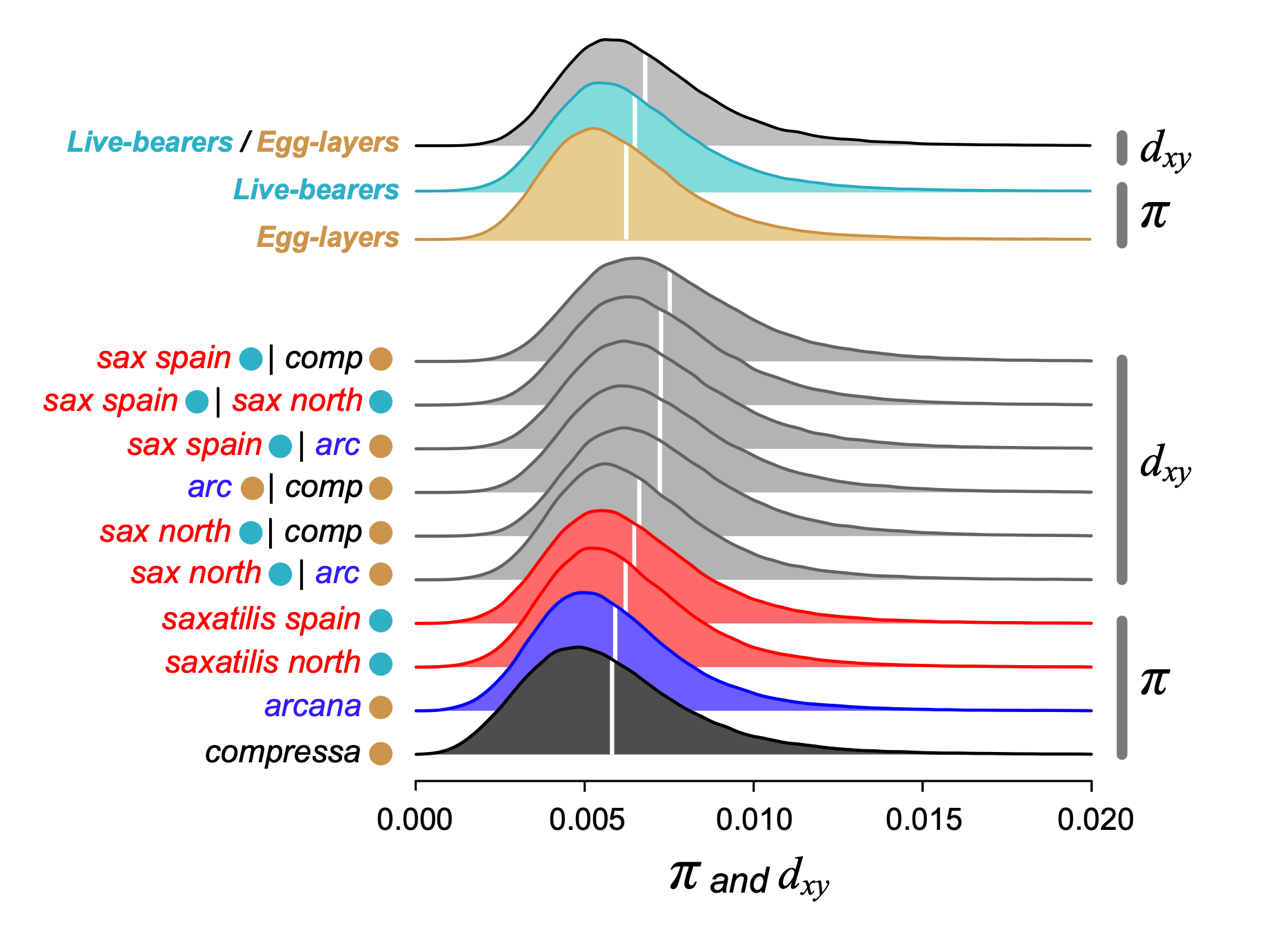 Live-bearers / Egg-layers
Live-bearers
Egg-layers
d_xy
π
sax spain | comp
sax spain | sax north
sax spain | arc
arc | comp
sax north | comp
sax north | arc
d_xy
saxatilis spain
saxatilis north
arcana
compressa
π
0.000 0.005 0.010 0.015 0.020
π and d_xy